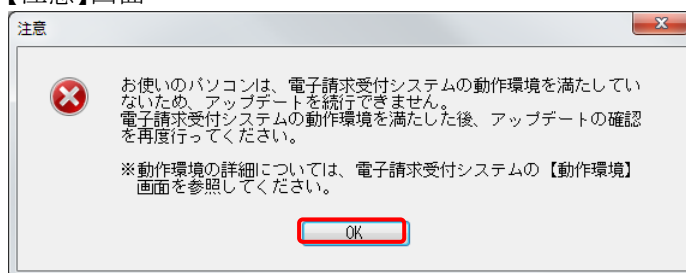 【注意】画面
注意
x
お使いのパソコンは、電子請求受付システムの動作環境を満たしてい
ないため、アップデートを続行できません。
電子請求受付システムの動作環境を満たした後、アップデートの確認
を再度行ってください。
※動作環境の詳細については、電子請求受付システムの【動作環境】
画面を参照してください。
OK